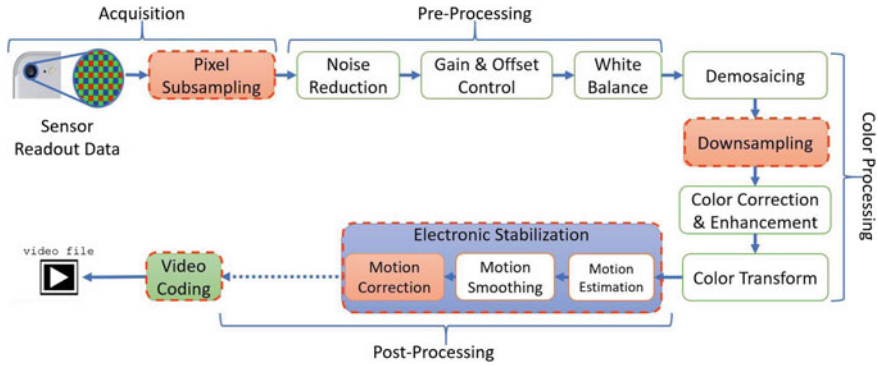 Acquisition
Pre-Processing
Sensor
Readout Data
Pixel
Subsampling
Noise
Reduction
Gain & Offset
Control
White
Balance
Demosaicing
Downsampling
Color Correction
& Enhancement
Color Transform
Color Processing
Electronic Stabilization
Motion
Estimation
Motion
Smoothing
Motion
Correction
Video
Coding
video file
Post-Processing